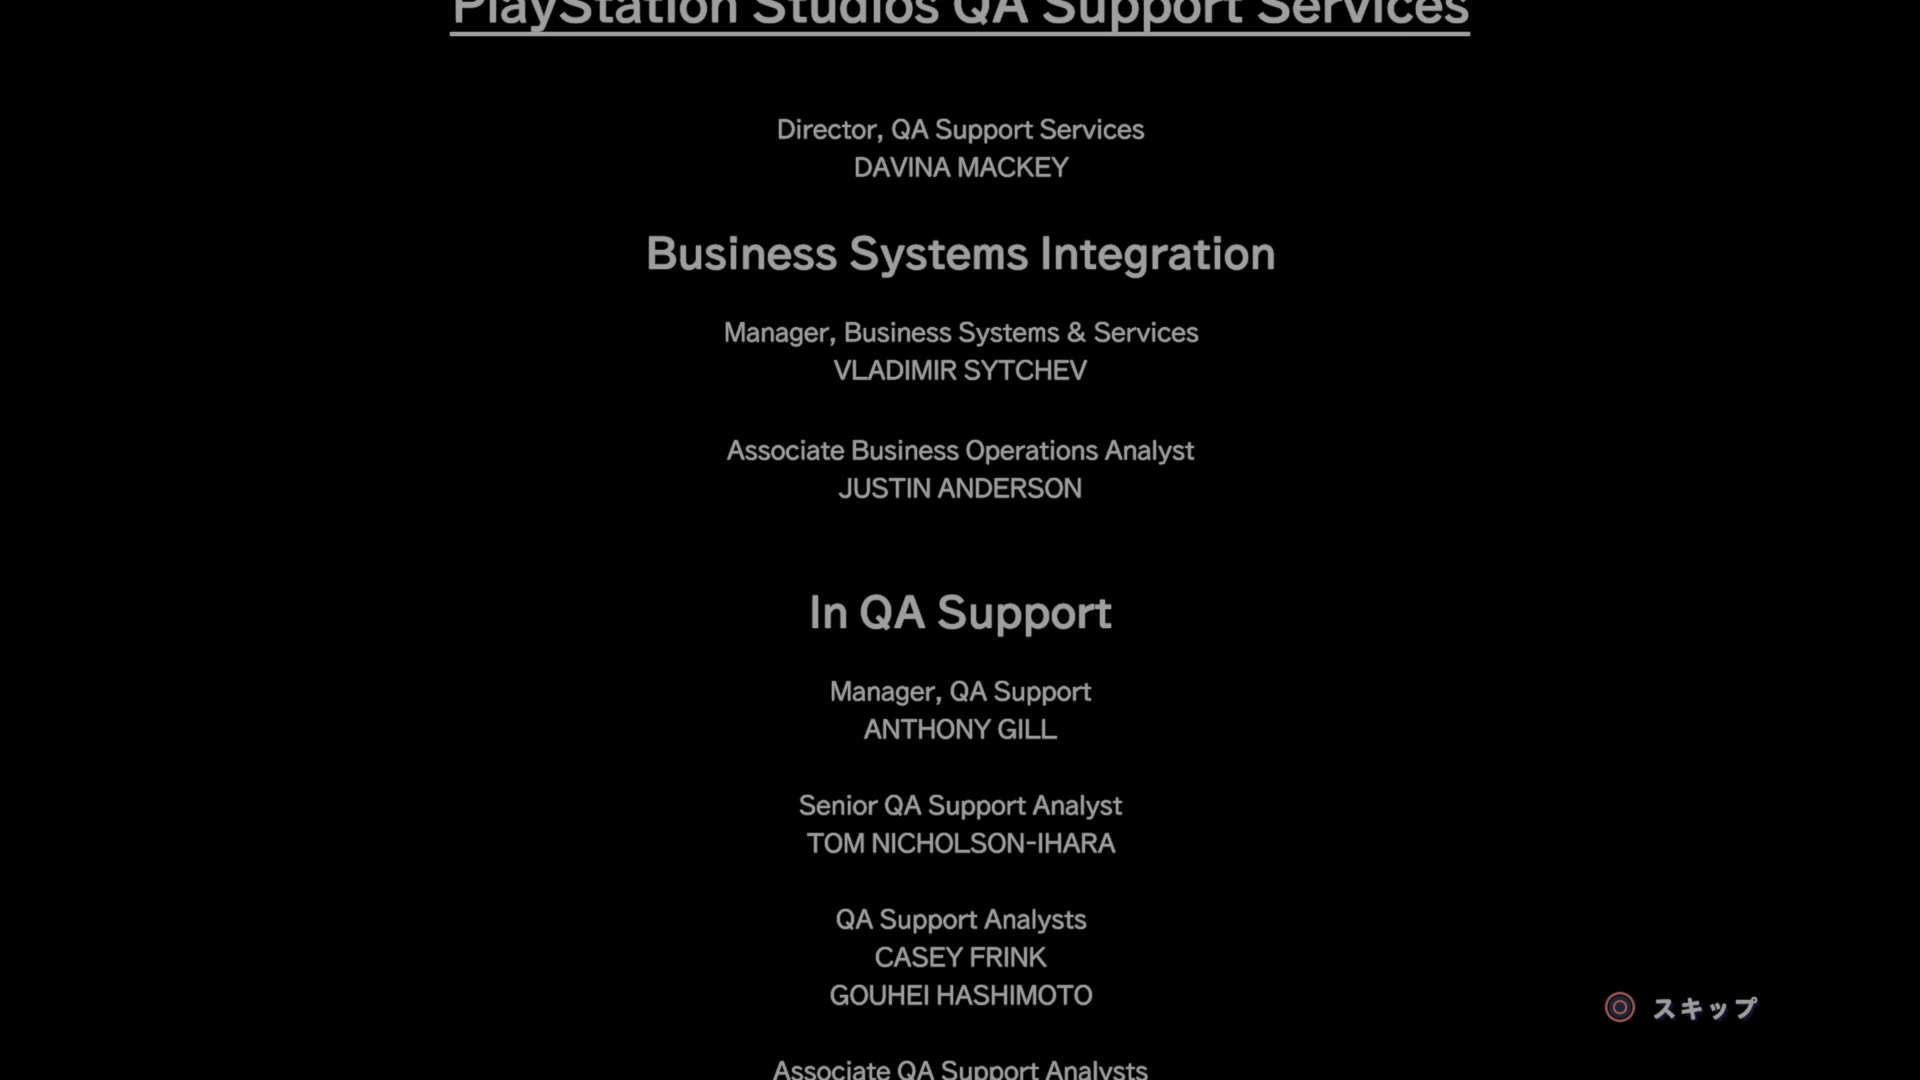 PlayStation Studios QA Support Services
Director, QA Support Services
DAVINA MACKEY
Business Systems Integration
Manager, Business Systems & Services
VLADIMIR SYTCHEV
Associate Business Operations Analyst
JUSTIN ANDERSON
In QA Support
Manager, QA Support
ANTHONY GILL
Senior QA Support Analyst
TOM NICHOLSON-IHARA
QA Support Analysts
CASEY FRINK
GOUHEI HASHIMOTO
スキップ
Associate QA Support Analysts